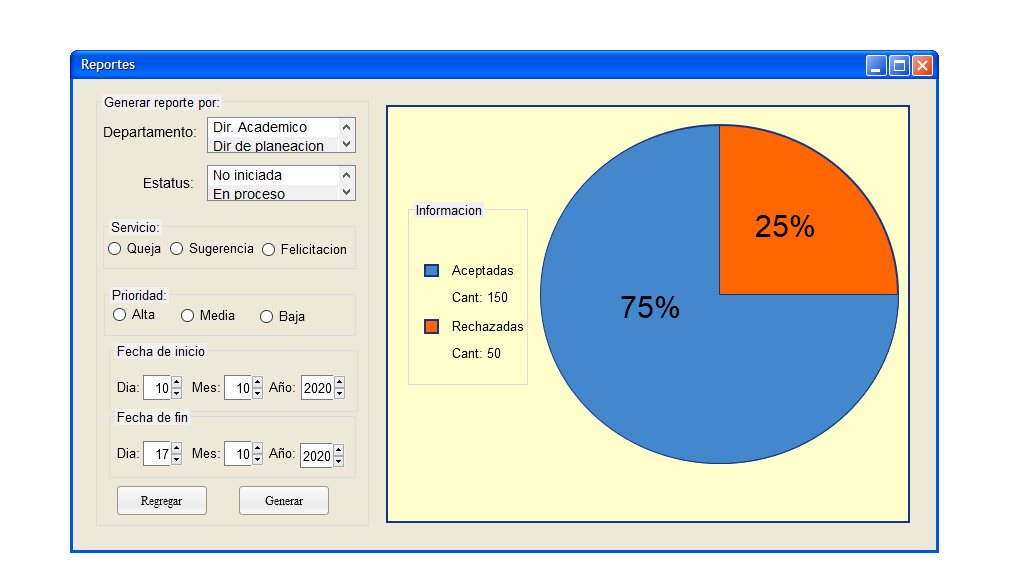 Reportes
Generar reporte por:
Departamento:
Dir. Academico
Dir de planeacion
Estatus:
No iniciada
En proceso
Servicio:
Queja Sugerencia Felicitacion
Prioridad:
Alta Media Baja
Fecha de inicio
Dia: 10 Mes: 10 Año: 2020
Fecha de fin
Dia: 17 Mes: 10 Año: 2020
Regregar Generar
Informacion
Aceptadas
Cant: 150
Rechazadas
Cant: 50
25%
75%